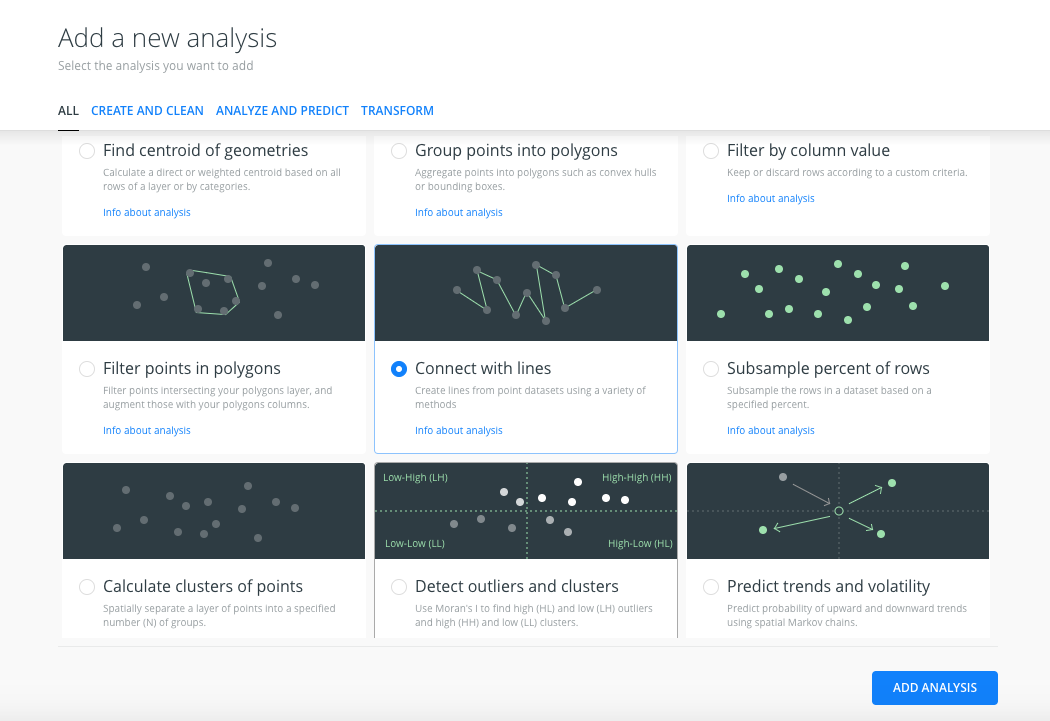 Add a new analysis
Select the analysis you want to add
ALL CREATE AND CLEAN ANALYZE AND PREDICT TRANSFORM
Find centroid of geometries
Calculate a direct or weighted centroid based on all
rows of a layer or by categories.
Info about analysis
Group points into polygons
Aggregate points into polygons such as convex hulls
or bounding boxes.
Info about analysis
Filter by column value
Keep or discard rows according to a custom criteria.
Info about analysis
Filter points in polygons
Filter points intersecting your polygons layer, and
augment those with your polygons columns.
Info about analysis
Connect with lines
Create lines from point datasets using a variety of
methods
Info about analysis
Subsample percent of rows
Subsample the rows in a dataset based on a
specified percent.
Info about analysis
Calculate clusters of points
Spatially separate a layer of points into a specified
number (N) of groups.
Low-High (LH) High-High (HH)
Low-Low (LL) High-Low (HL)
Detect outliers and clusters
Use Moran's I to find high (HL) and low (LH) outliers
and high (HH) and low (LL) clusters.
Predict trends and volatility
Predict probability of upward and downward trends
using spatial Markov chains.
ADD ANALYSIS